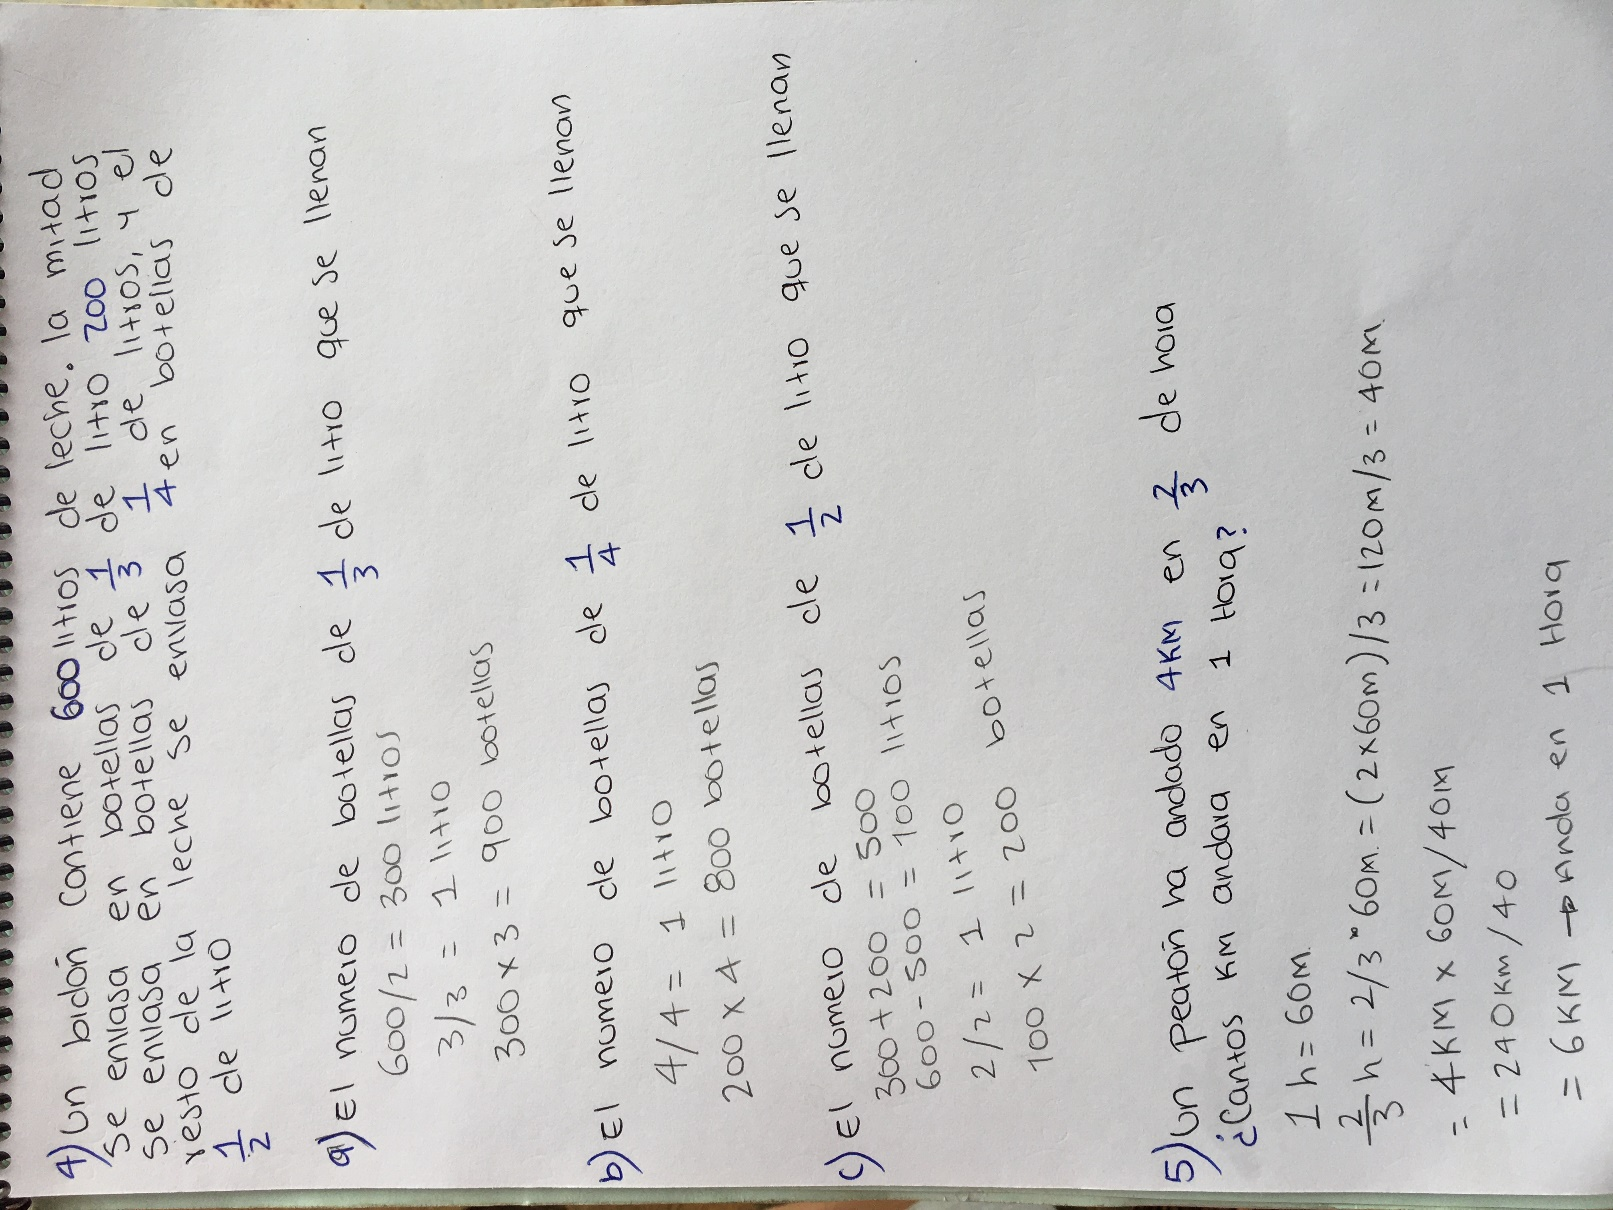 4) Un bidón contiene 600 litros de leche. la mitad
se envasa en botellas de 1/3 de litro 200 litros
se envasa en botellas de 1/4 de litros, y el
resto de la leche se envasa en botellas de
1/2 de litro
a) El numero de botellas de 1/3 de litro que se llenan
600/2 = 300 litros
3/3 = 1 litro
300 x 3 = 900 botellas
b) El numero de botellas de 1/4 de litro que se llenan
4/4 = 1 litro
200 x 4 = 800 botellas
c) El numero de botellas de 1/2 de litro que se llenan
300+200 = 500
600-500 = 100 litros
2/2 = 1 litro
100 x 2 = 200 botellas
5) Un peatón ha andado 4KM en 2/3 de hora
¿Cantos KM andara en 1 Hora?
1 h = 60m.
2/3 h = 2/3 * 60m. = (2x60m)/3 = 120m/3 = 40m.
= 4KM x 60M/40M
= 240KM/40
= 6KM → Anda en 1 Hora